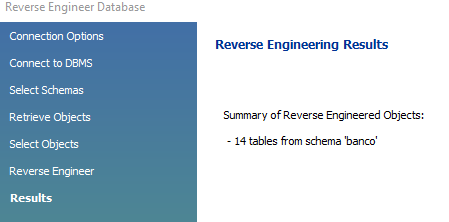 Reverse Engineer Database
Connection Options
Connect to DBMS
Select Schemas
Retrieve Objects
Select Objects
Reverse Engineer
Results
Reverse Engineering Results
Summary of Reverse Engineered Objects:
- 14 tables from schema 'banco'